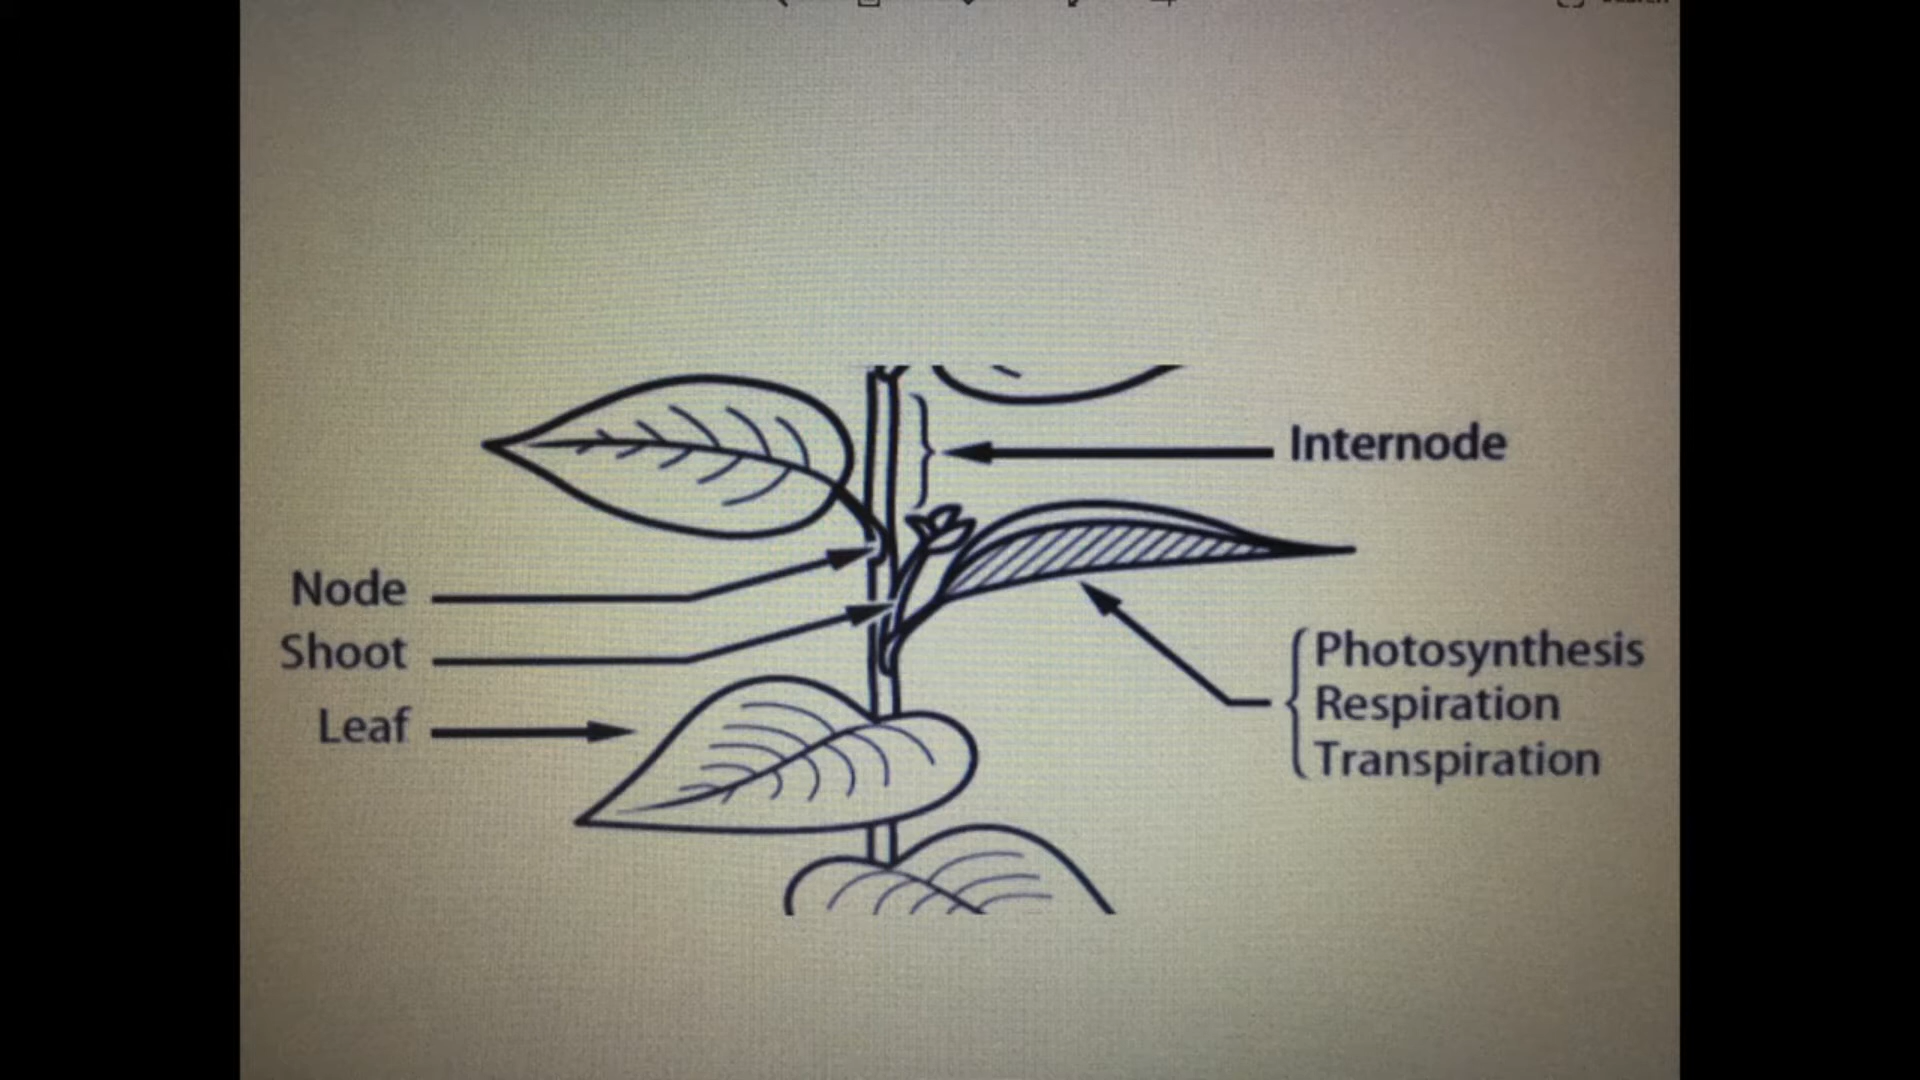 Internode
Node
Shoot
Leaf
Photosynthesis
Respiration
Transpiration